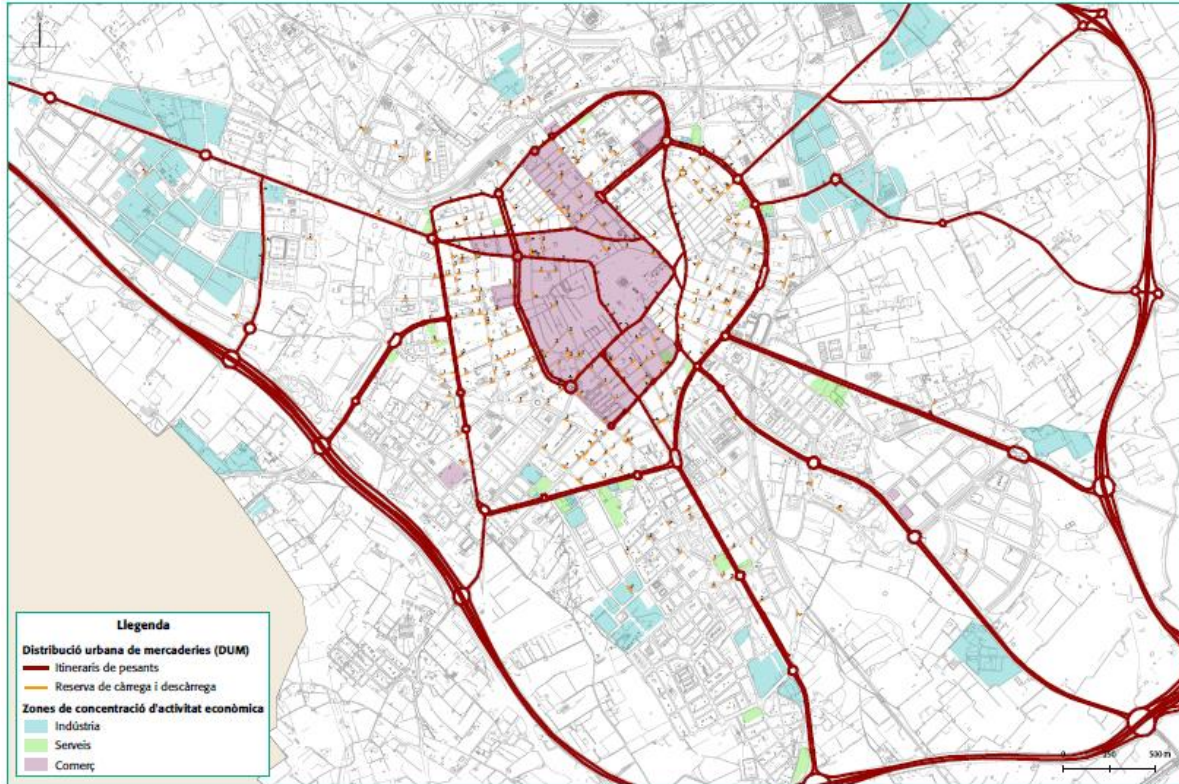 Llegenda
Distribució urbana de mercaderies (DUM)
Itineraris de pesants
Reserva de càrrega i descàrrega
Zones de concentració d'activitat econòmica
Indústria
Serveis
Comerç
0 250 500 m